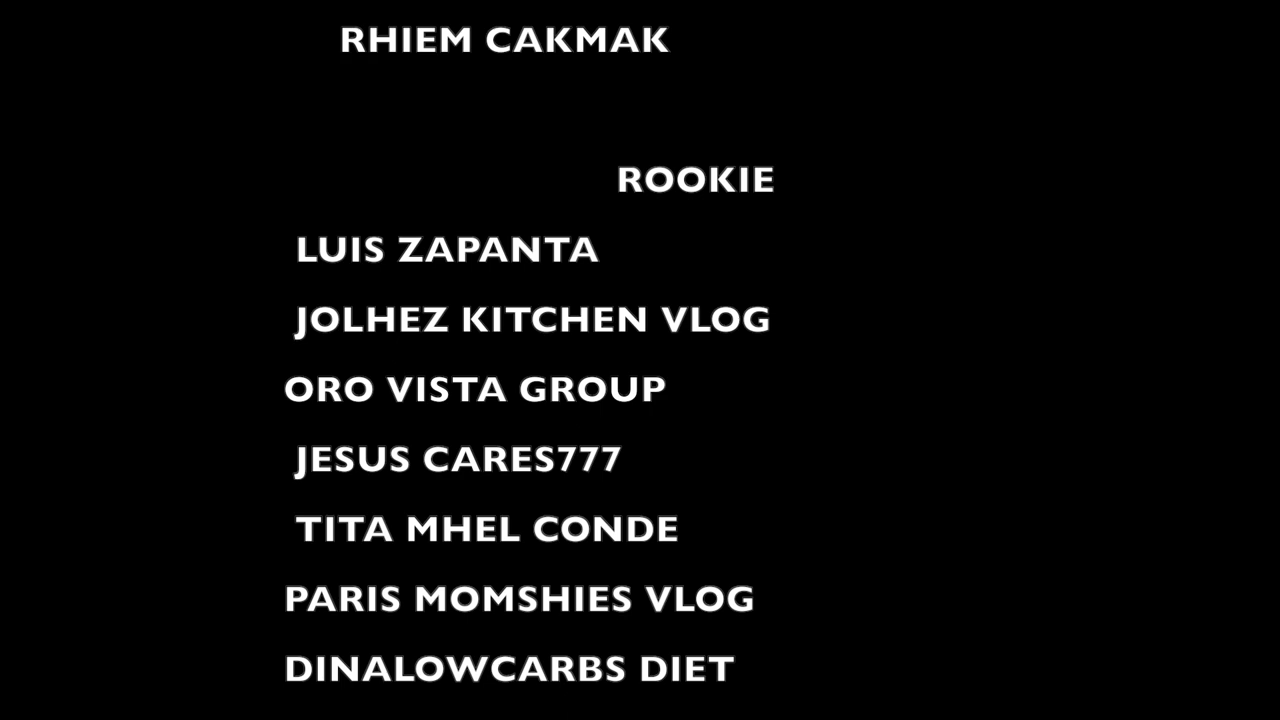 RHIEM CAKMAK
ROOKIE
LUIS ZAPANTA
JOLHEZ KITCHEN VLOG
ORO VISTA GROUP
JESUS CARES777
TITA MHEL CONDE
PARIS MOMSHIES VLOG
DINALOWCARBS DIET